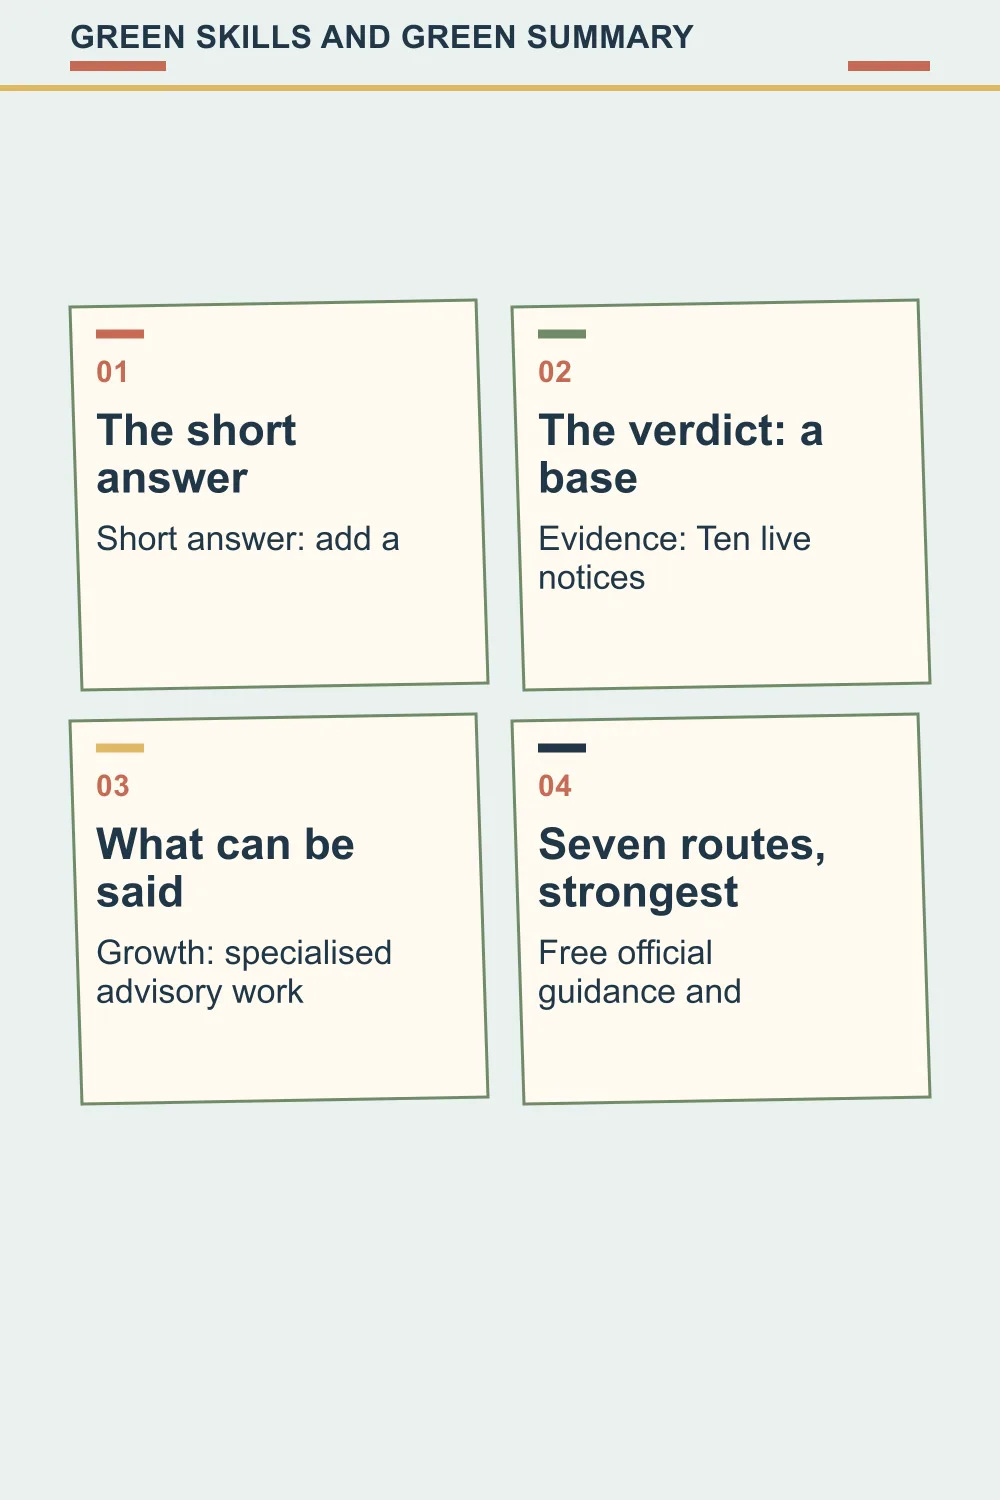 GREEN SKILLS AND GREEN SUMMARY
01
The short
answer
Short answer: add a
02
The verdict: a
base
Evidence: Ten live
notices
03
What can be
said
Growth: specialised
advisory work
04
Seven routes,
strongest
Free official
guidance and